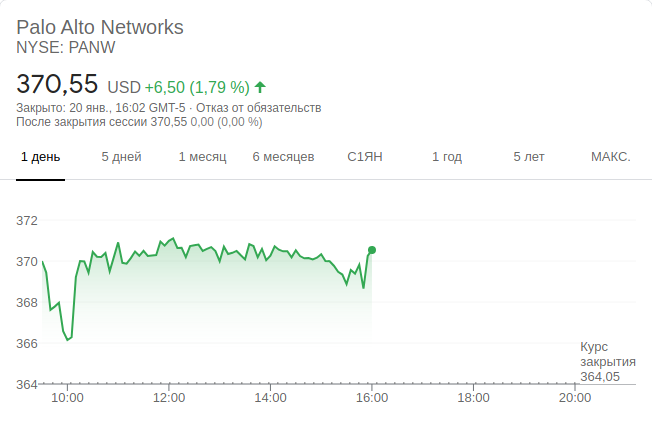 Palo Alto Networks
NYSE: PANW
370,55 USD +6,50 (1,79 %)
Закрыто: 20 янв., 16:02 GMT-5 · Отказ от обязательств
После закрытия сессии 370,55 0,00 (0,00 %)
1 день 5 дней 1 месяц 6 месяцев С1ЯН 1 год 5 лет МАКС.
372
370
368
366
Курс
закрытия
364,05
364
10:00 12:00 14:00 16:00 18:00 20:00